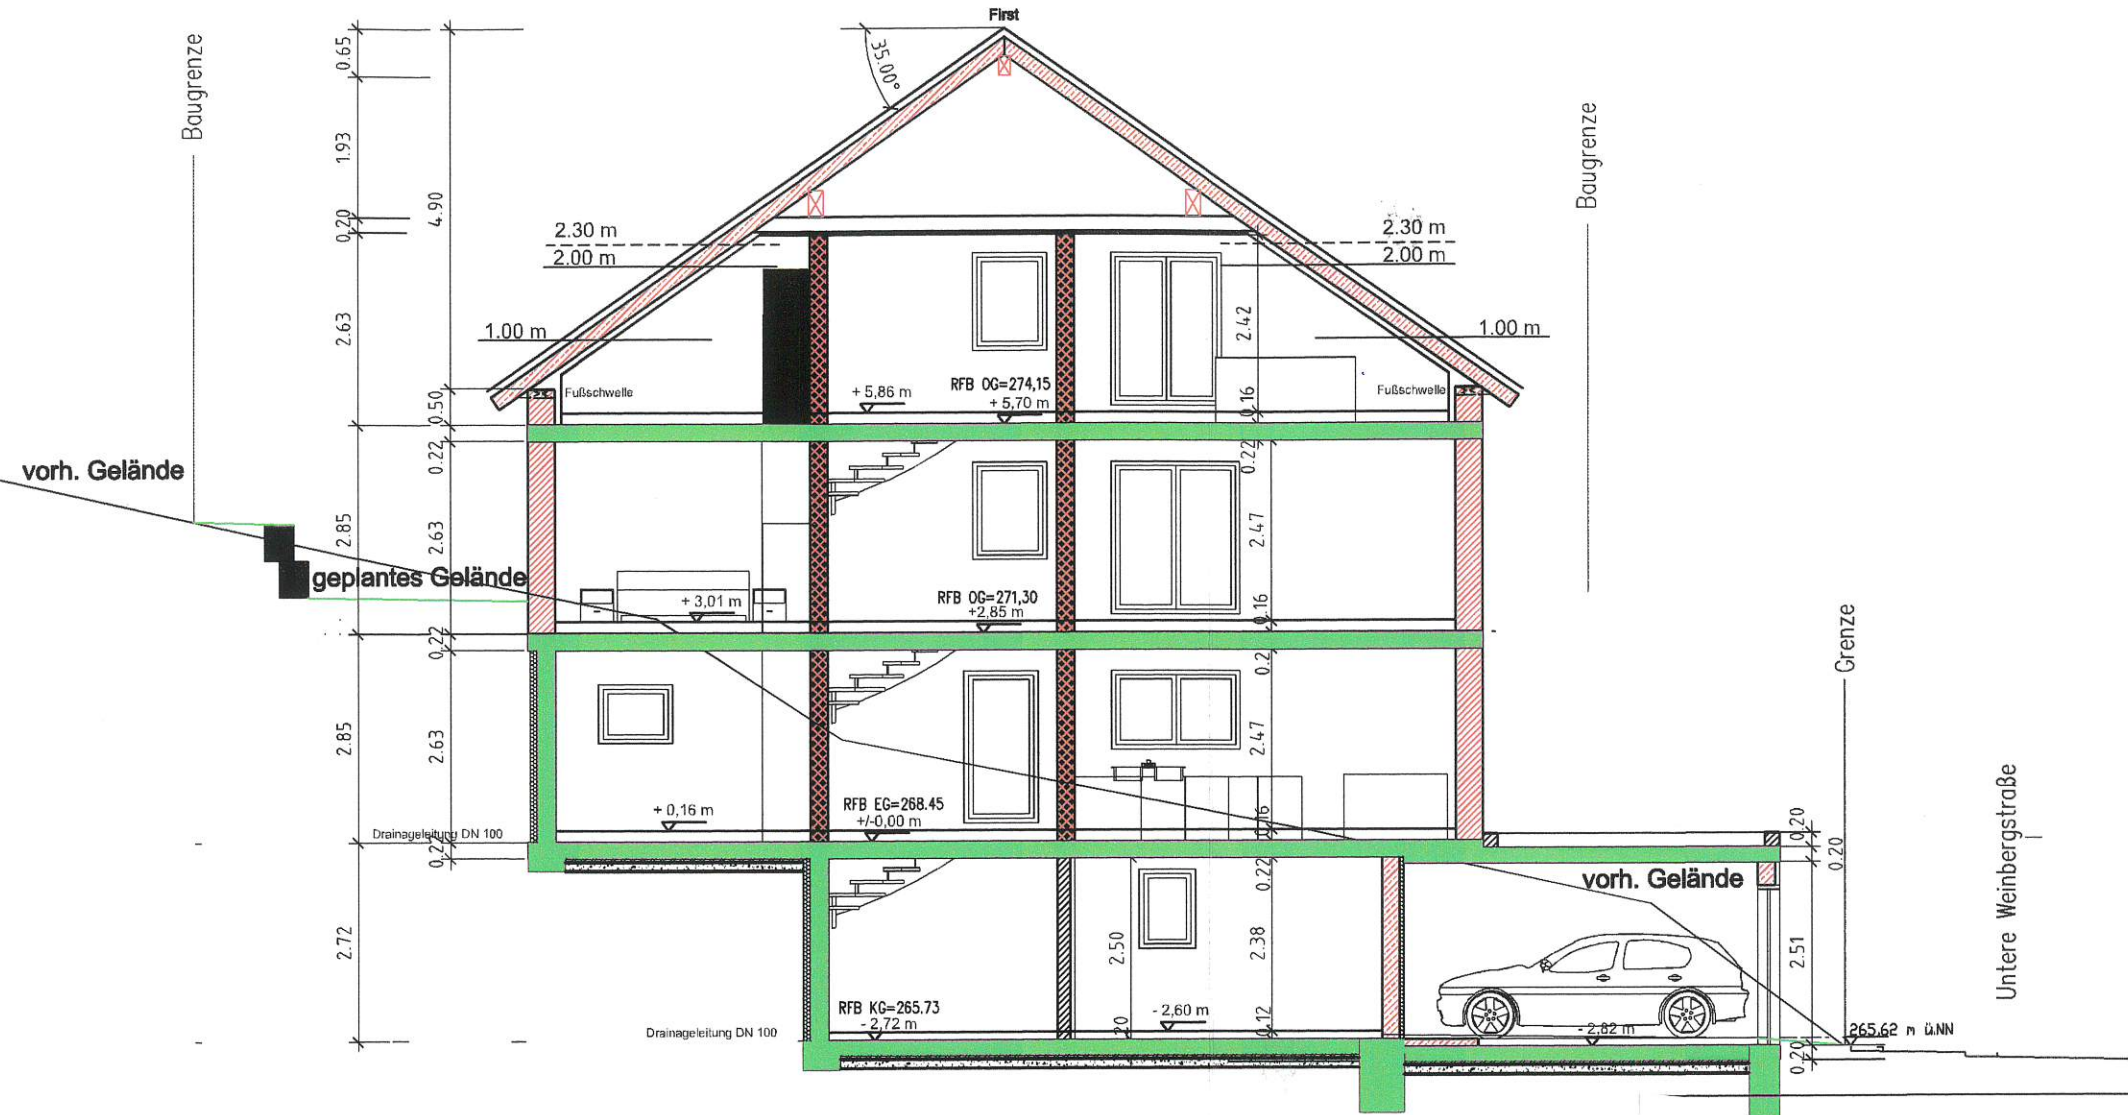 First
Baugrenze
0.65
35.00°
1.93
4.90
0.20
Baugrenze
2.30 m
2.00 m
2.30 m
2.00 m
2.63
1.00 m
1.00 m
2.42
Fußschwelle
+ 5,86 m
RFB OG=274,15
+ 5,70 m
Fußschwelle
0.50
0.16
0.22
0.22
vorh. Gelände
2.85
2.63
2.47
geplantes Gelände
+ 3,01 m
RFB OG=271,30
+2,85 m
0.16
0.22
Grenze
2.85
2.63
2.47
+ 0,16 m
RFB EG=268.45
+/-0,00 m
Drainageleitung DN 100
0.20
0.20
0.22
vorh. Gelände
Untere Weinbergstraße
2.72
2.50
2.38
2.51
RFB KG=265.73
- 2,72 m
- 2,60 m
0.12
- 2,82 m
Drainageleitung DN 100
265.62 m ü.NN
0.20